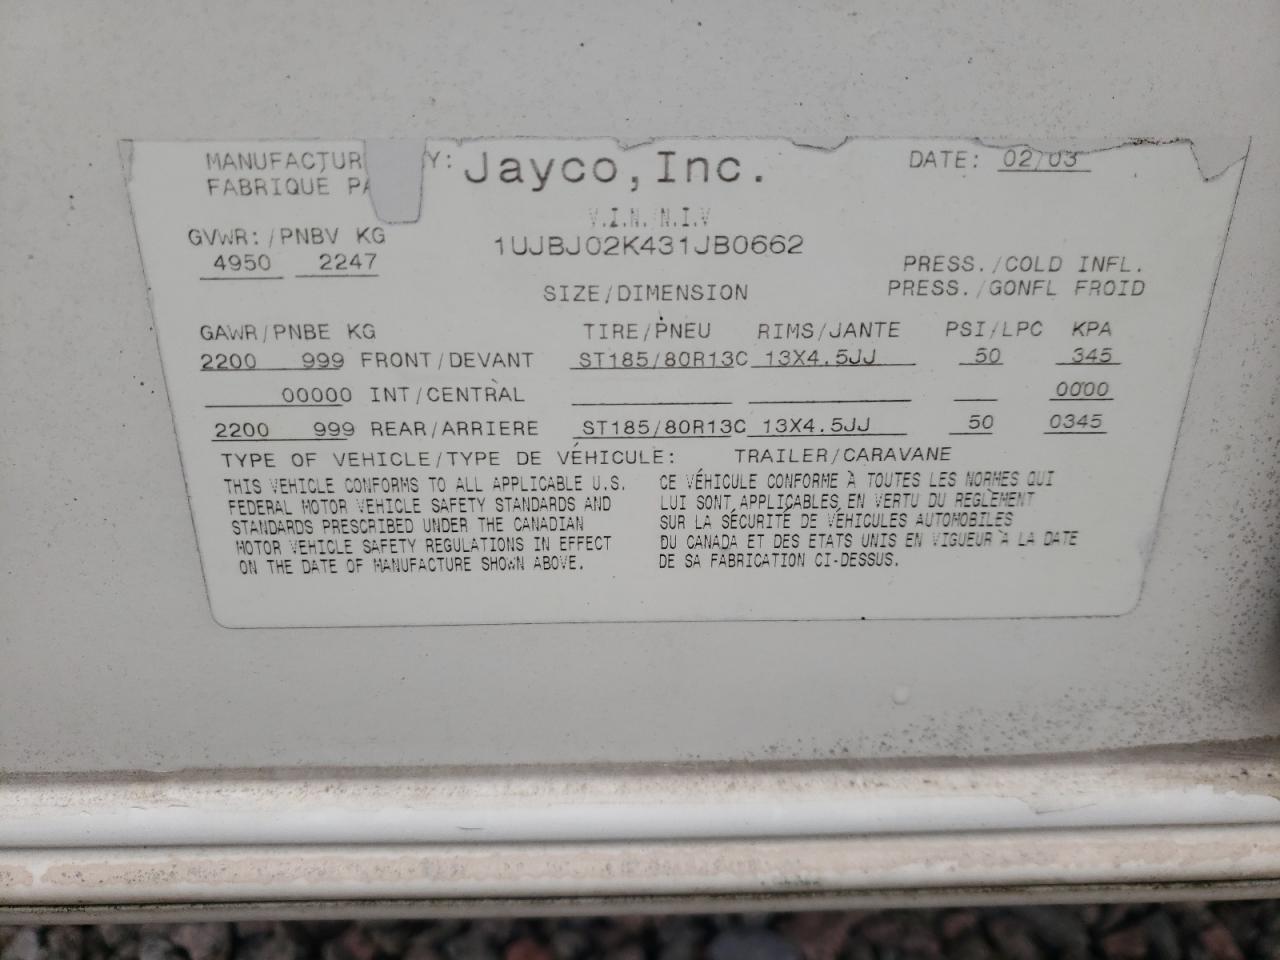 MANUFACTUR Y: Jayco, Inc. DATE: 02/03
FABRIQUE PA
V.I.N. N.I.V
GVWR:/PNBV KG 1UJBJ02K431JB0662
4950 2247 PRESS./COLD INFL.
SIZE/DIMENSION PRESS./GONFL FROID
GAWR/PNBE KG TIRE/PNEU RIMS/JANTE PSI/LPC KPA
2200 999 FRONT/DEVANT ST185/80R13C 13X4.5JJ 50 345
00000 INT/CENTRAL 0000
2200 999 REAR/ARRIERE ST185/80R13C 13X4.5JJ 50 0345
TYPE OF VEHICLE/TYPE DE VÉHICULE: TRAILER/CARAVANE
THIS VEHICLE CONFORMS TO ALL APPLICABLE U.S.
FEDERAL MOTOR VEHICLE SAFETY STANDARDS AND
STANDARDS PRESCRIBED UNDER THE CANADIAN
MOTOR VEHICLE SAFETY REGULATIONS IN EFFECT
ON THE DATE OF MANUFACTURE SHOWN ABOVE.
CE VÉHICULE CONFORME À TOUTES LES NORMES QUI
LUI SONT APPLICABLES EN VERTU DU REGLEMENT
SUR LA SÉCURITÉ DE VÉHICULES AUTOMOBILES
DU CANADA ET DES ETATS UNIS EN VIGUEUR À LA DATE
DE SA FABRICATION CI-DESSUS.